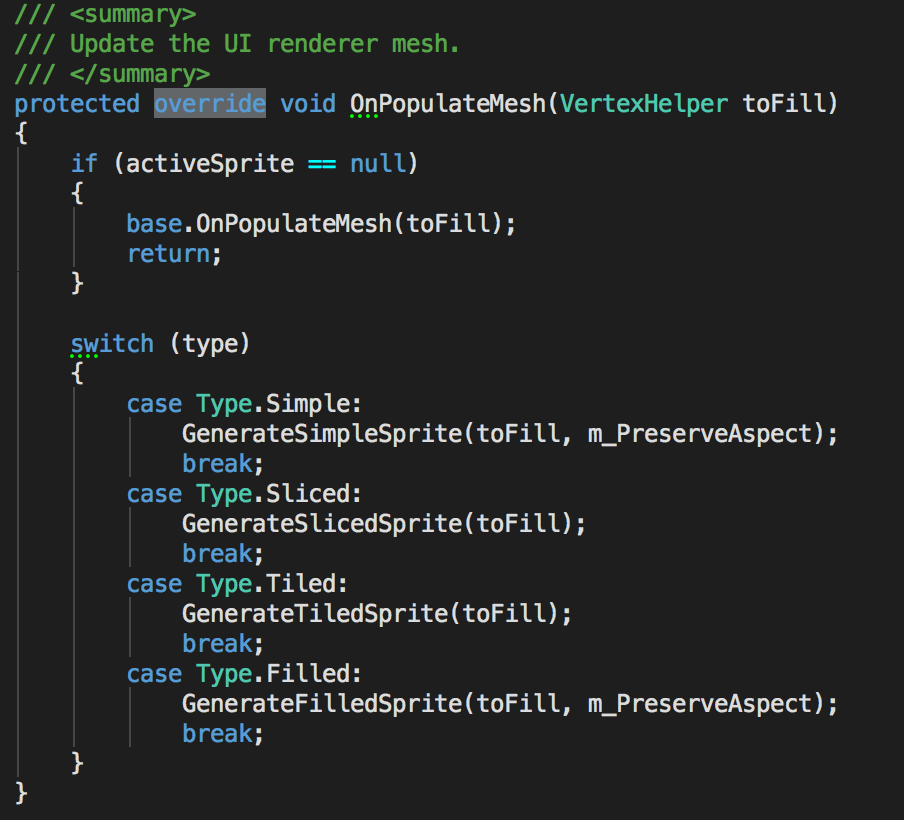 /// <summary>
/// Update the UI renderer mesh.
/// </summary>
protected override void OnPopulateMesh(VertexHelper toFill)
{
    if (activeSprite == null)
    {
        base.OnPopulateMesh(toFill);
        return;
    }

    switch (type)
    {
        case Type.Simple:
            GenerateSimpleSprite(toFill, m_PreserveAspect);
            break;
        case Type.Sliced:
            GenerateSlicedSprite(toFill);
            break;
        case Type.Tiled:
            GenerateTiledSprite(toFill);
            break;
        case Type.Filled:
            GenerateFilledSprite(toFill, m_PreserveAspect);
            break;
    }
}